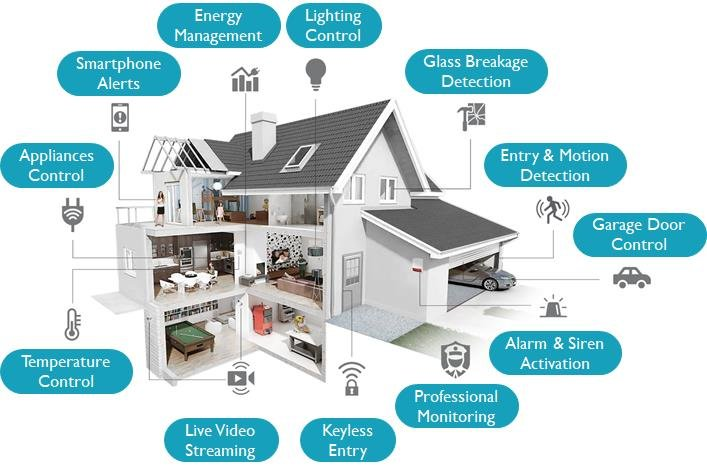 Energy
Management
Lighting
Control
Smartphone
Alerts
Glass Breakage
Detection
Appliances
Control
Entry & Motion
Detection
Garage Door
Control
Temperature
Control
Alarm & Siren
Activation
Professional
Monitoring
Live Video
Streaming
Keyless
Entry